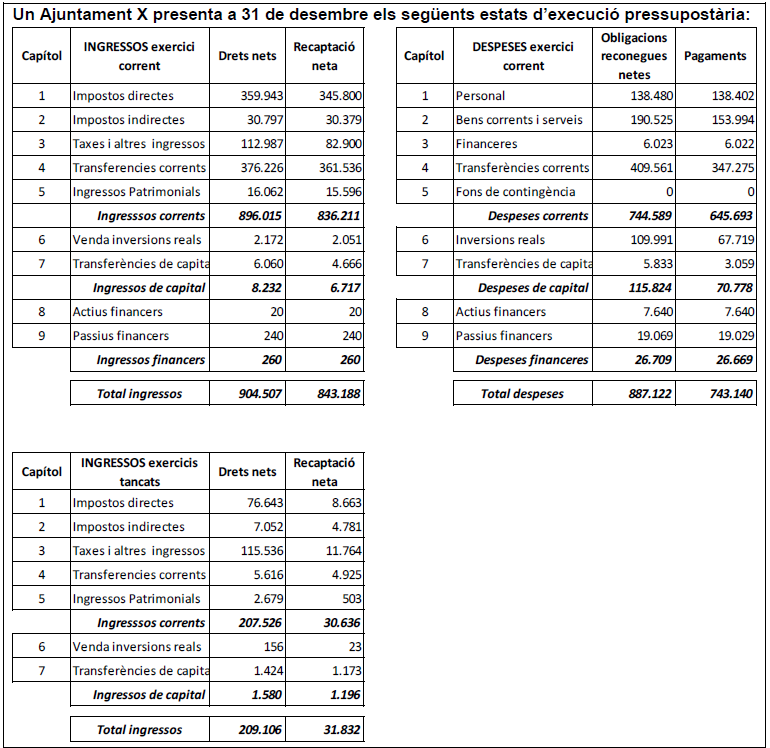 Un Ajuntament X presenta a 31 de desembre els següents estats d’execució pressupostària:
Capítol INGRESSOS exercici corrent Drets nets Recaptació neta
1 Impostos directes 359.943 345.800
2 Impostos indirectes 30.797 30.379
3 Taxes i altres ingressos 112.987 82.900
4 Transferencies corrents 376.226 361.536
5 Ingressos Patrimonials 16.062 15.596
Ingresssos corrents 896.015 836.211
6 Venda inversions reals 2.172 2.051
7 Transferències de capita 6.060 4.666
Ingressos de capital 8.232 6.717
8 Actius financers 20 20
9 Passius financers 240 240
Ingressos financers 260 260
Total ingressos 904.507 843.188
Capítol DESPESES exercici corrent Obligacions reconegues netes Pagaments
1 Personal 138.480 138.402
2 Bens corrents i serveis 190.525 153.994
3 Financeres 6.023 6.022
4 Transferències corrents 409.561 347.275
5 Fons de contingència 0 0
Despeses corrents 744.589 645.693
6 Inversions reals 109.991 67.719
7 Transferències de capita 5.833 3.059
Despeses de capital 115.824 70.778
8 Actius financers 7.640 7.640
9 Passius financers 19.069 19.029
Despeses financeres 26.709 26.669
Total despeses 887.122 743.140
Capítol INGRESSOS exercicis tancats Drets nets Recaptació neta
1 Impostos directes 76.643 8.663
2 Impostos indirectes 7.052 4.781
3 Taxes i altres ingressos 115.536 11.764
4 Transferencies corrents 5.616 4.925
5 Ingressos Patrimonials 2.679 503
Ingresssos corrents 207.526 30.636
6 Venda inversions reals 156 23
7 Transferències de capita 1.424 1.173
Ingressos de capital 1.580 1.196
Total ingressos 209.106 31.832